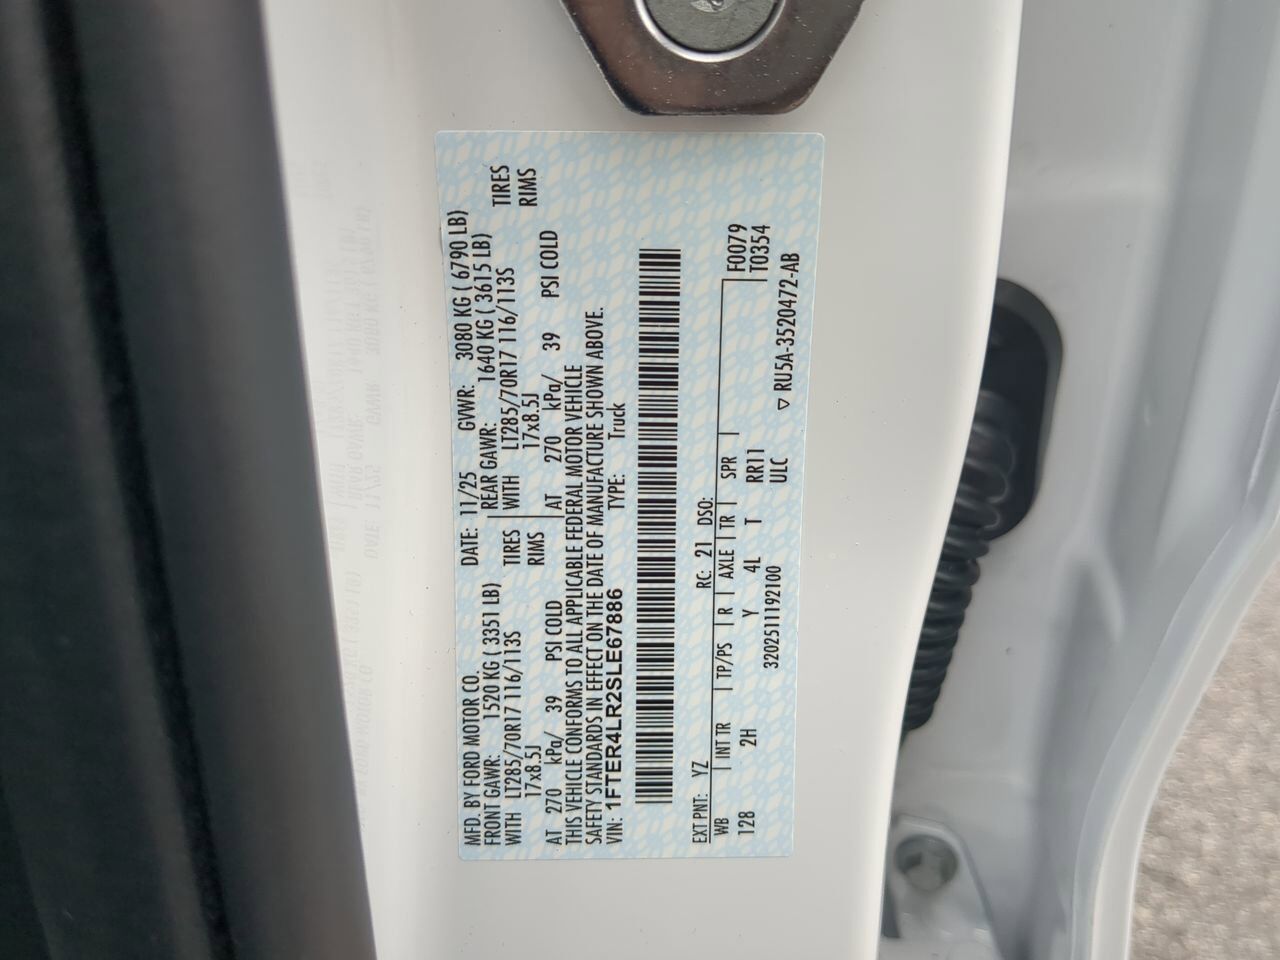 MFD. BY FORD MOTOR CO. DATE: 11/25 GVWR: 3080 KG ( 6790 LB)
FRONT GAWR: 1520 KG ( 3351 LB) REAR GAWR: 1640 KG ( 3615 LB)
WITH LT285/70R17 116/113S TIRES WITH LT285/70R17 116/113S TIRES
17x8.5J RIMS 17x8.5J RIMS
AT 270 kPa/ 39 PSI COLD AT 270 kPa/ 39 PSI COLD
THIS VEHICLE CONFORMS TO ALL APPLICABLE FEDERAL MOTOR VEHICLE
SAFETY STANDARDS IN EFFECT ON THE DATE OF MANUFACTURE SHOWN ABOVE.
VIN: 1FTER4LR2SLE67886 TYPE: Truck
EXT PNT: YZ RC: 21 DSO: F0079
WB INT TR TP/PS R AXLE TR SPR T0354
128 2H Y 4L T RR11
3202511192100 ULC
▽ RU5A-3520472-AB